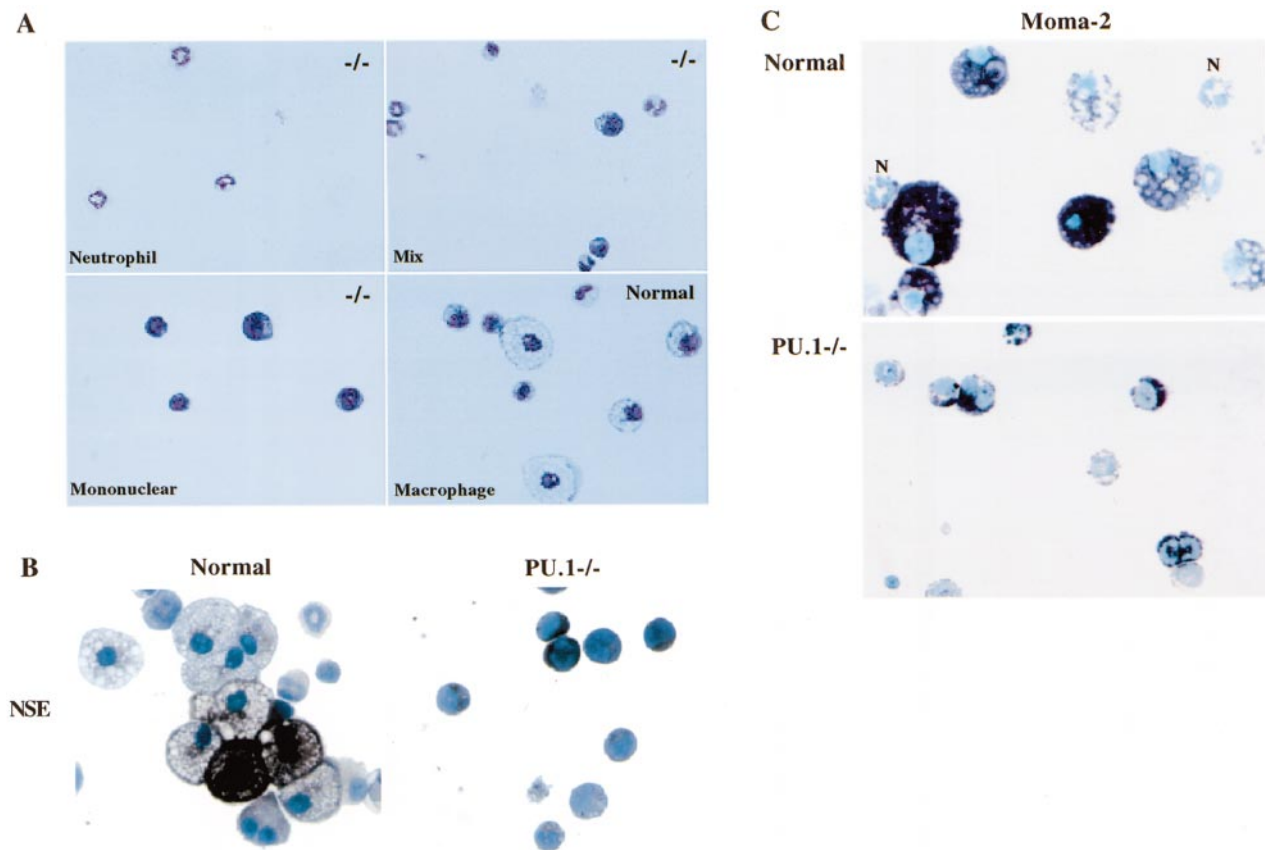 A
-/-
Neutrophil
-/-
Mix
-/-
Mononuclear
Normal
Macrophage
B
Normal
PU.1-/-
NSE
C
Moma-2
Normal
N
N
PU.1-/-